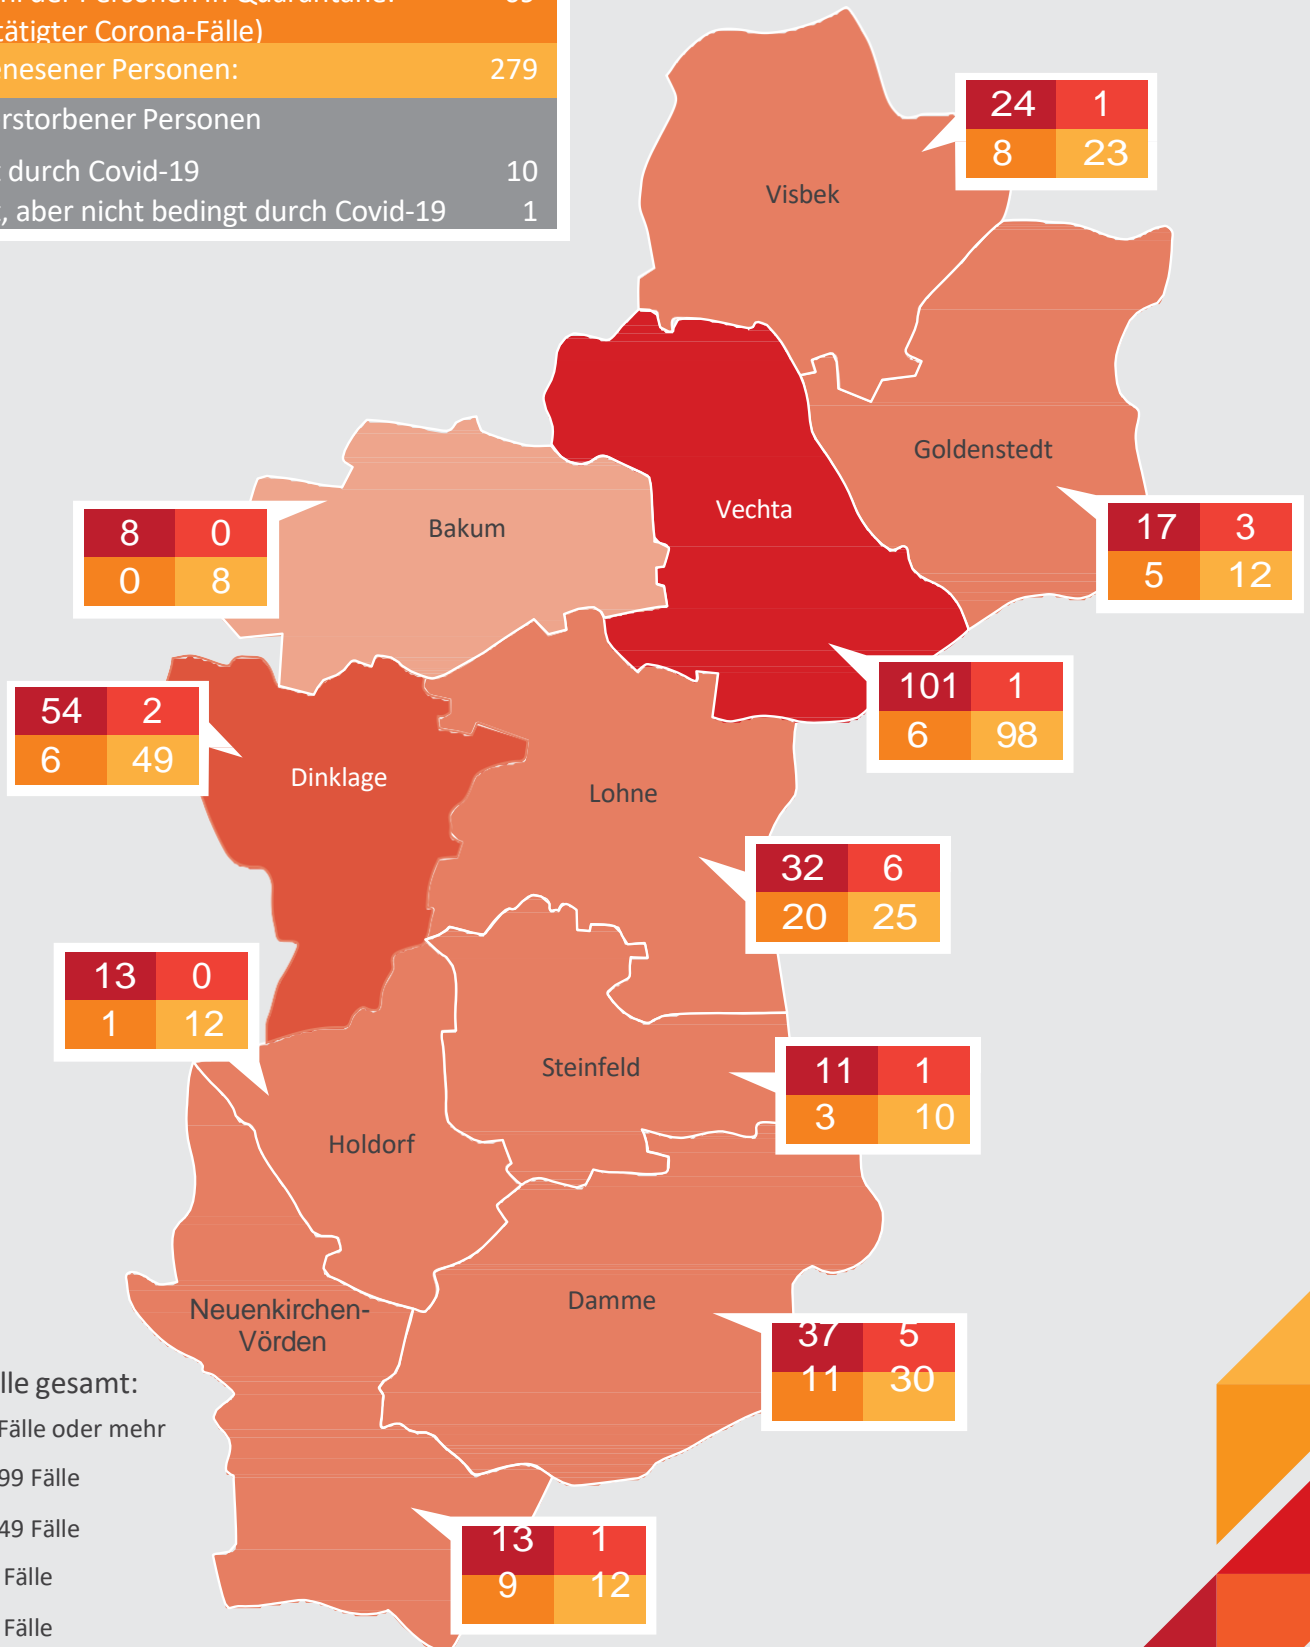 tätigter Corona-Fälle)
enesener Personen: 279
rstorbener Personen
t durch Covid-19 10
t, aber nicht bedingt durch Covid-19 1
24 1
8 23
Visbek
Goldenstedt
17 3
5 12
Vechta
Bakum
8 0
0 8
101 1
6 98
54 2
6 49
Dinklage
Lohne
32 6
20 25
13 0
1 12
Steinfeld
11 1
3 10
Holdorf
Damme
37 5
11 30
Neuenkirchen-
Vörden
13 1
9 12
lle gesamt:
Fälle oder mehr
99 Fälle
49 Fälle
Fälle
Fälle